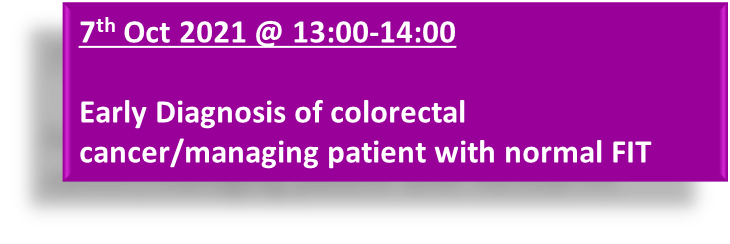 7th Oct 2021 @ 13:00-14:00
Early Diagnosis of colorectal
cancer/managing patient with normal FIT